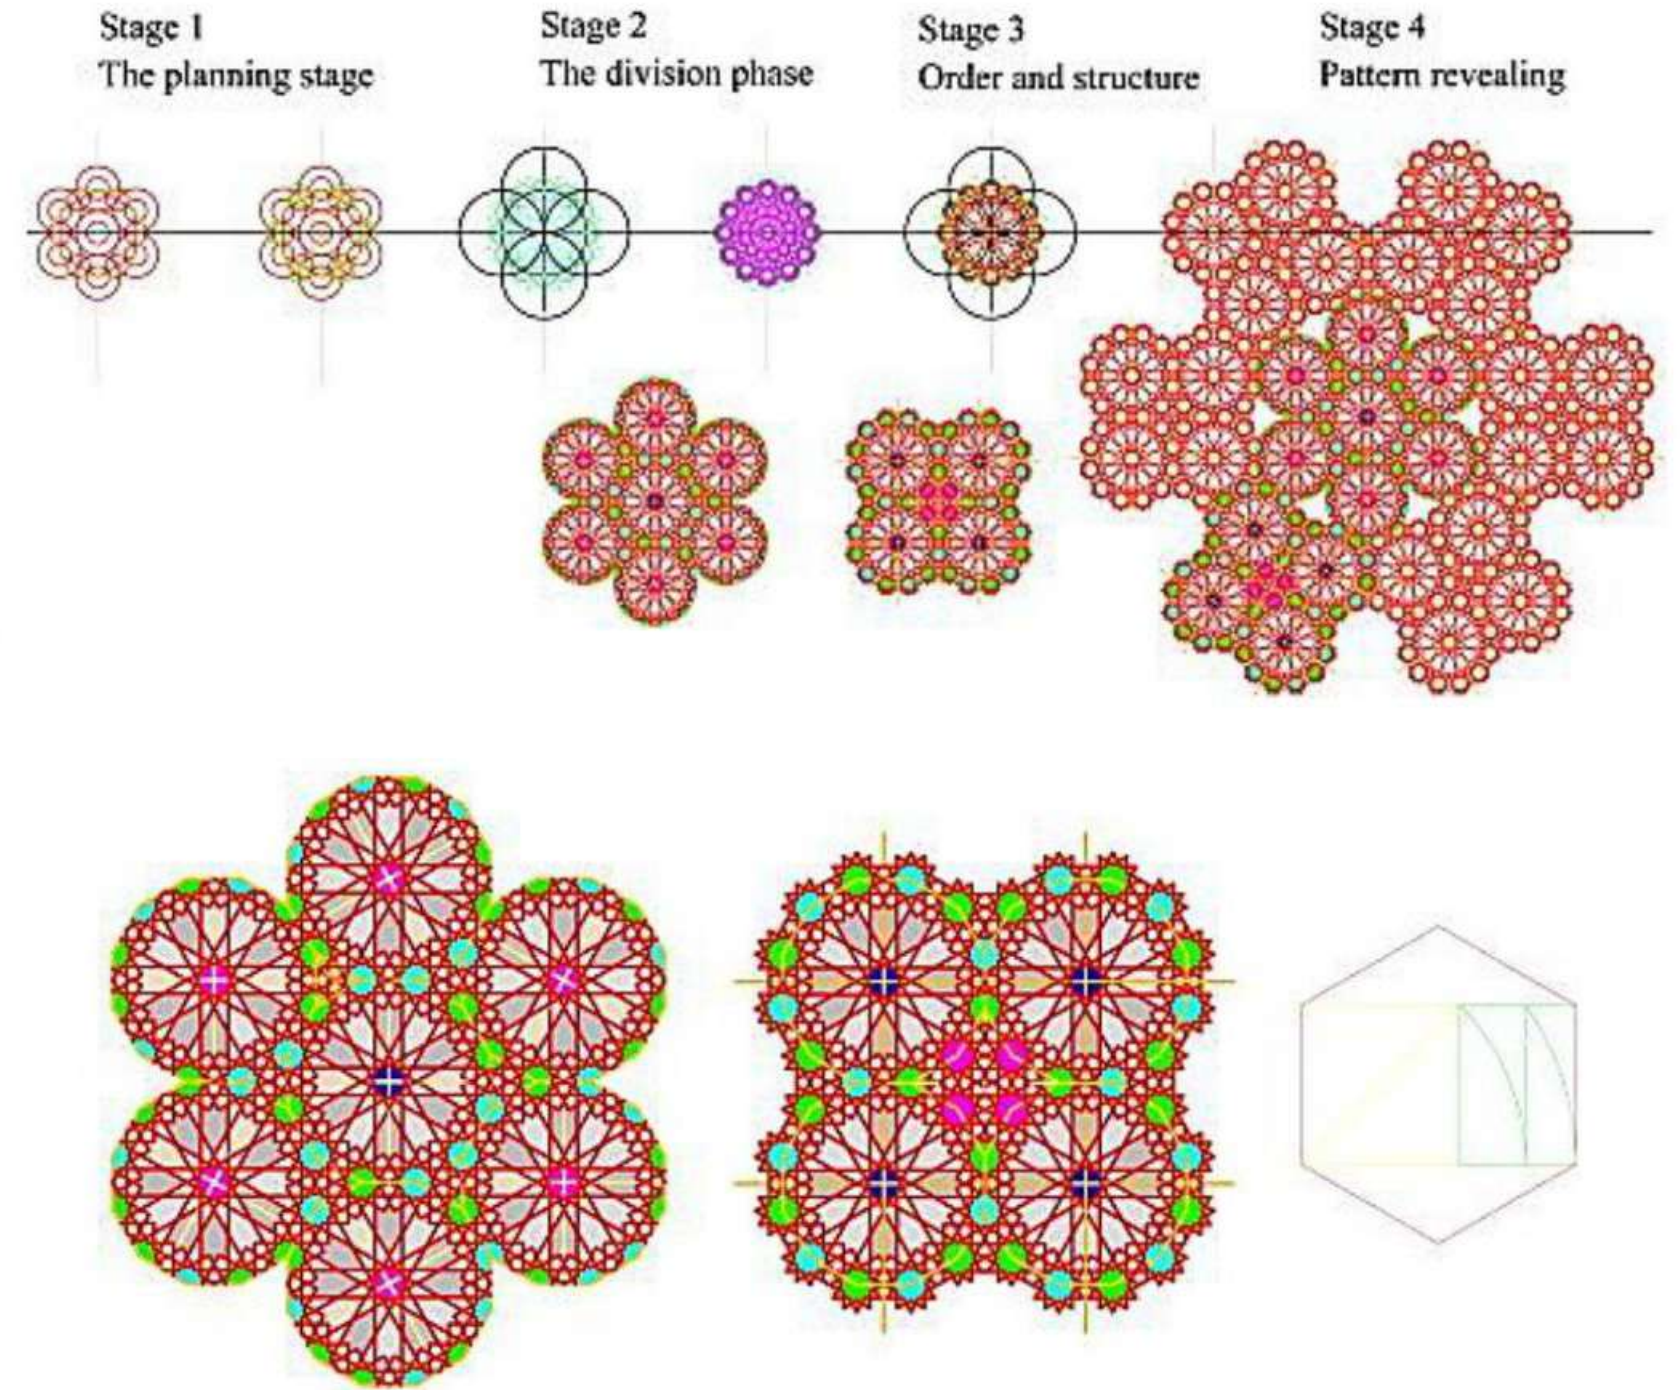 Stage 1
The planning stage
Stage 2
The division phase
Stage 3
Order and structure
Stage 4
Pattern revealing